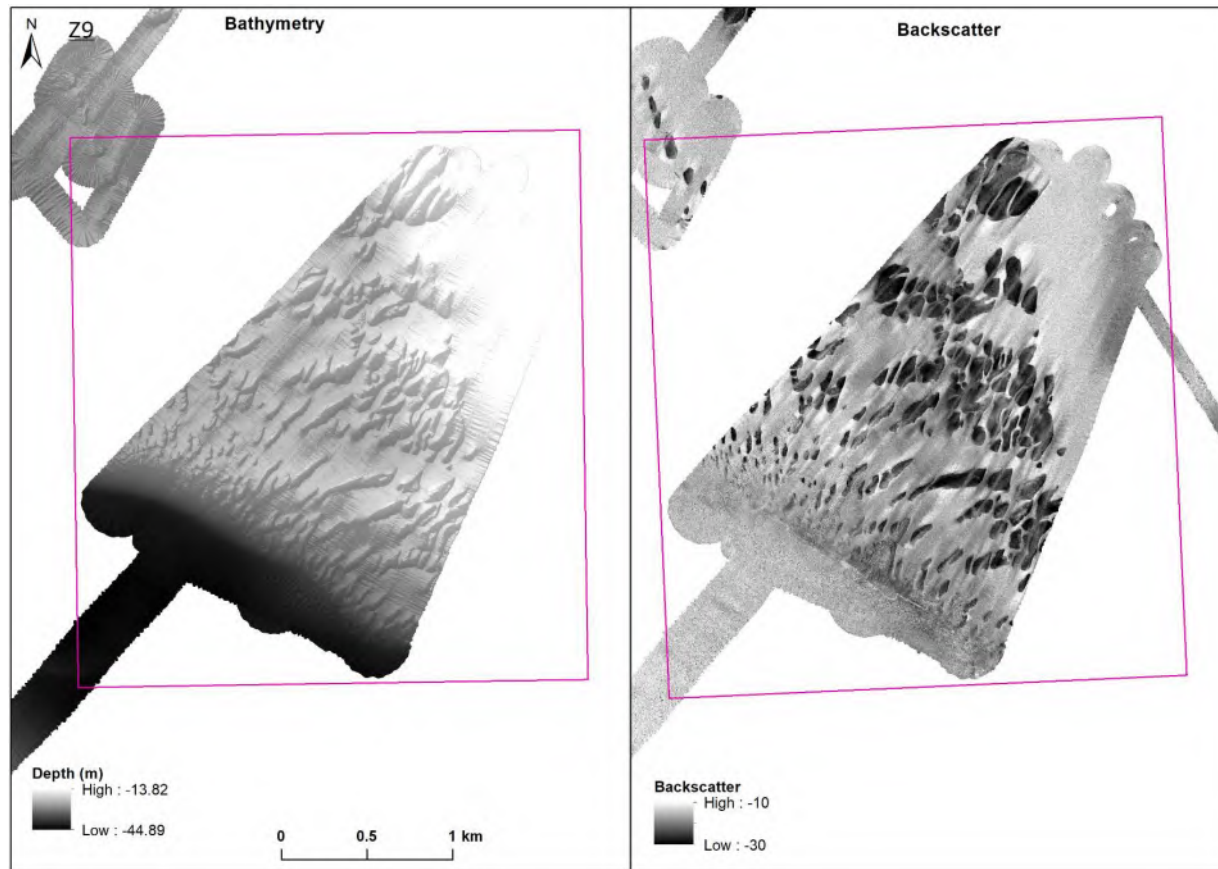 N
Z9
Bathymetry
Backscatter
Depth (m)
High : -13.82
Low : -44.89
0 0.5 1 km
Backscatter
High : -10
Low : -30